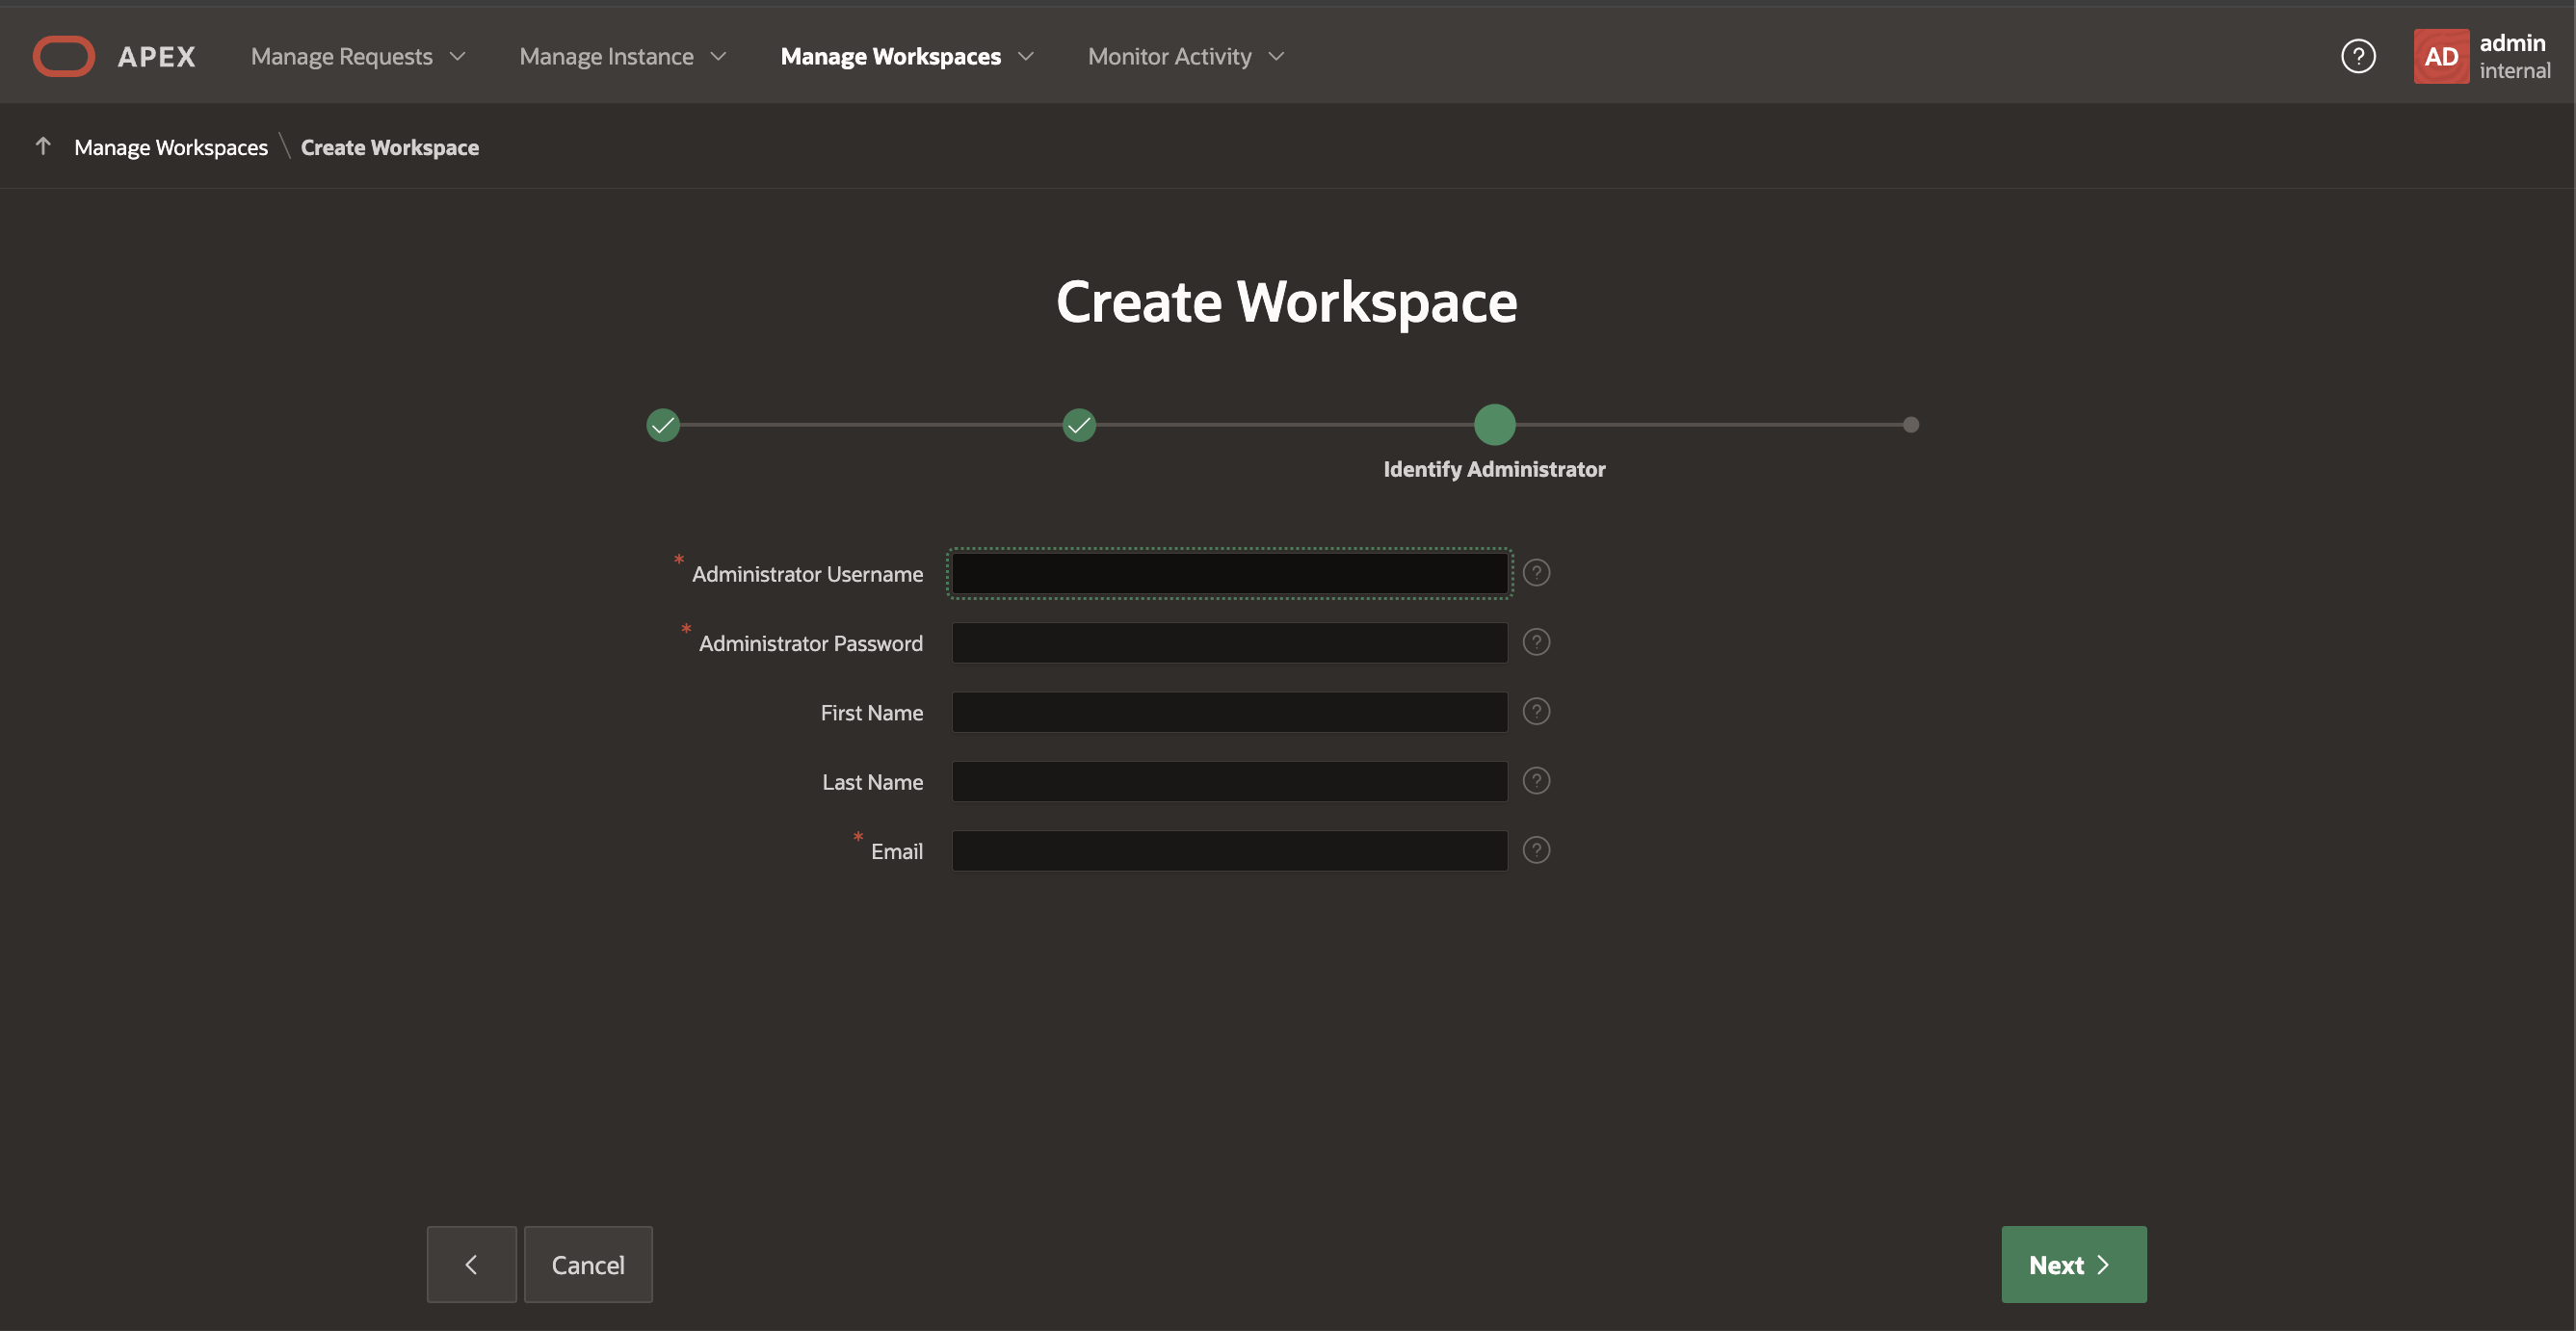 APEX Manage Requests Manage Instance Manage Workspaces Monitor Activity ? AD admin
internal
Manage Workspaces \ Create Workspace
Create Workspace
Identify Administrator
* Administrator Username ?
* Administrator Password ?
First Name ?
Last Name ?
* Email ?
Cancel Next